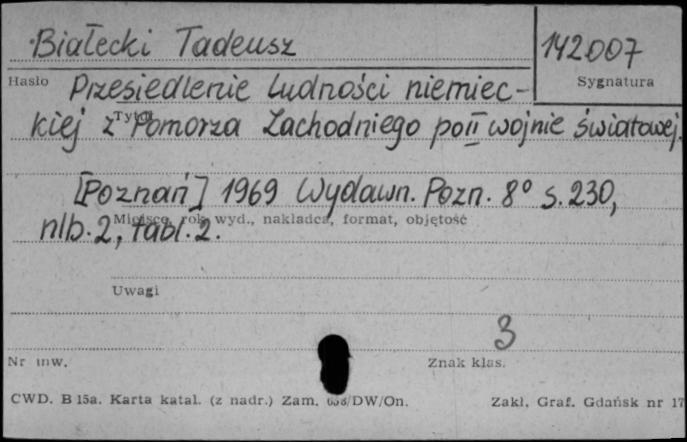 Białecki Tadeusz
142007
Hasło
Sygnatura
Przesiedlenie ludności niemiec-
kiej z Pomorza Zachodniego po II wojnie światowej.
Tytuł
[Poznań] 1969 Wydawn. Pozn. 8° s. 230,
Miejsce, rok wyd., nakładca, format, objętość
nlb. 2, tabl. 2.
Uwagi
3
Nr inw.
Znak klas.
CWD. B 15a. Karta katal. (z nadr.) Zam. /DW/On.
Zakł. Graf. Gdańsk nr 17